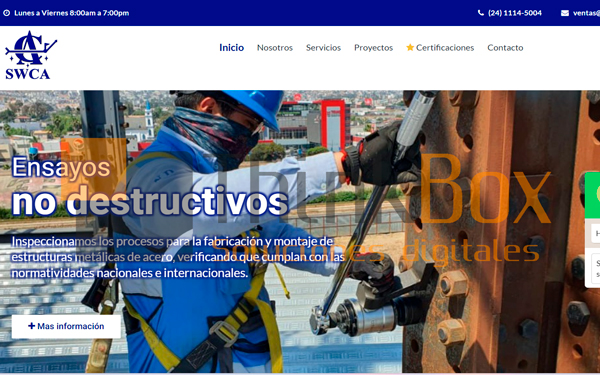 Lunes a Viernes 8:00am a 7:00pm
(24) 1114-5004
ventas@
SWCA
Inicio
Nosotros
Servicios
Proyectos
Certificaciones
Contacto
Ensayos
no destructivos
Inspeccionamos los procesos para la fabricación y montaje de
estructuras metálicas de acero, verificando que cumplan con las
normatividades nacionales e internacionales.
+ Mas información
Box
digitales